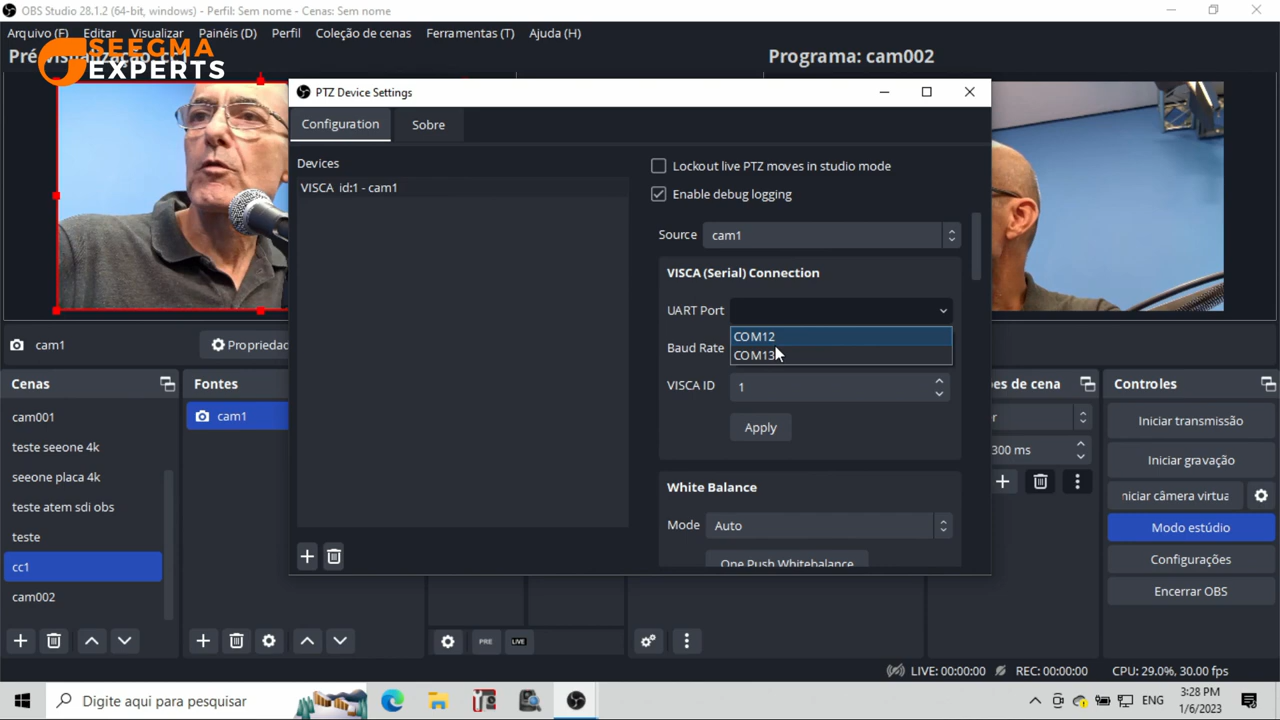 OBS Studio 28.1.2 (64-bit, windows) - Perfil: Sem nome - Cenas: Sem nome
Arquivo (F) Editar Visualizar Painéis (D) Perfil Coleção de cenas Ferramentas (T) Ajuda (H)
SEEGMA
EXPERTS
Programa: cam002
PTZ Device Settings
Configuration Sobre
Devices
VISCA id:1 - cam1
Lockout live PTZ moves in studio mode
Enable debug logging
Source cam1
VISCA (Serial) Connection
UART Port
COM12
COM13
Baud Rate
VISCA ID 1
Apply
White Balance
Mode Auto
One Push Whitebalance
cam1
Propriedad
Cenas
cam001
teste seeone 4k
seeone placa 4k
teste atem sdi obs
teste
cc1
cam002
Fontes
cam1
PRE LIVE
es de cena
300 ms
Controles
Iniciar transmissão
Iniciar gravação
niciar câmera virtua
Modo estúdio
Configurações
Encerrar OBS
LIVE: 00:00:00 REC: 00:00:00 CPU: 29.0%, 30.00 fps
Digite aqui para pesquisar
ENG
3:28 PM
1/6/2023